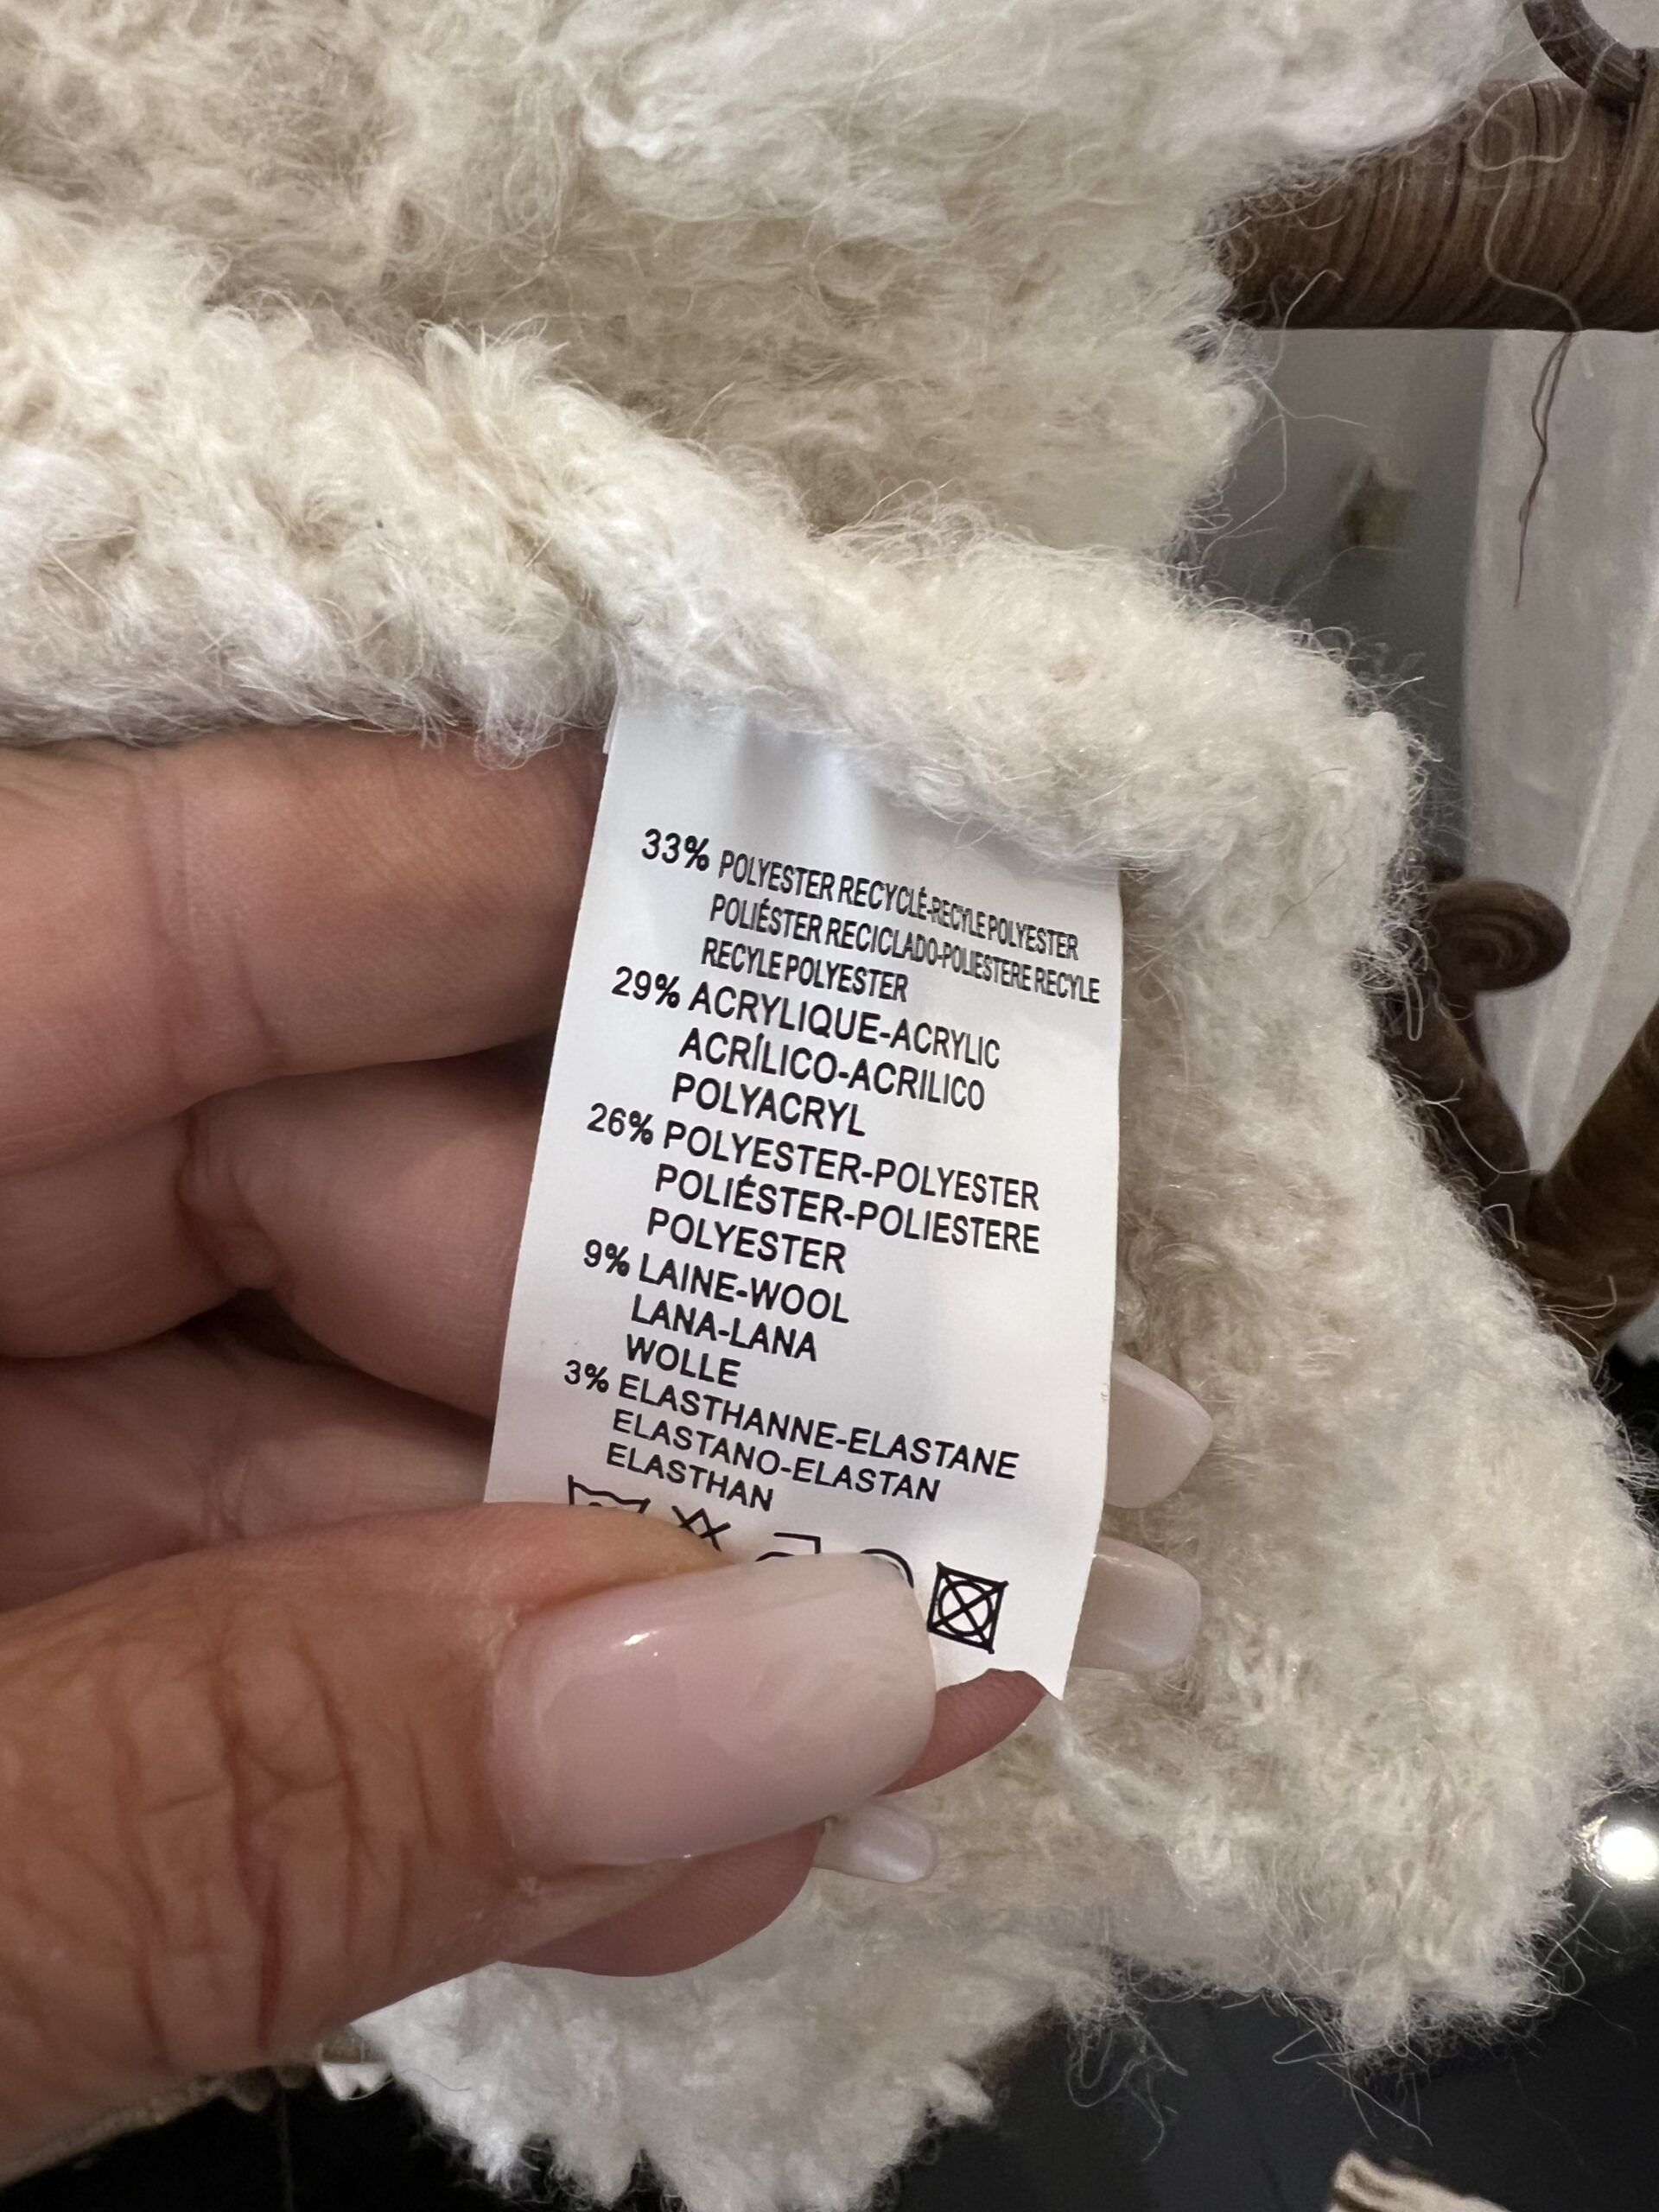 33% POLYESTER RECYCLÉ-RECYLE POLYESTER
POLIÉSTER RECICLADO-POLIESTERE RECYLE
RECYLE POLYESTER
29% ACRYLIQUE-ACRYLIC
ACRÍLICO-ACRILICO
POLYACRYL
26% POLYESTER-POLYESTER
POLIÉSTER-POLIESTERE
POLYESTER
9% LAINE-WOOL
LANA-LANA
WOLLE
3% ELASTHANNE-ELASTANE
ELASTANO-ELASTAN
ELASTHAN